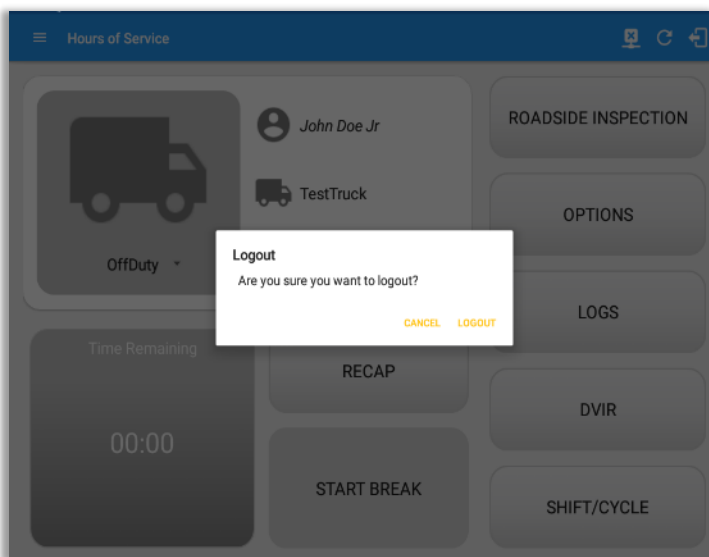 Hours of Service
John Doe Jr
ROADSIDE INSPECTION
TestTruck
OPTIONS
OffDuty
Logout
Are you sure you want to logout?
CANCEL LOGOUT
LOGS
Time Remaining
00:00
RECAP
DVIR
START BREAK
SHIFT/CYCLE